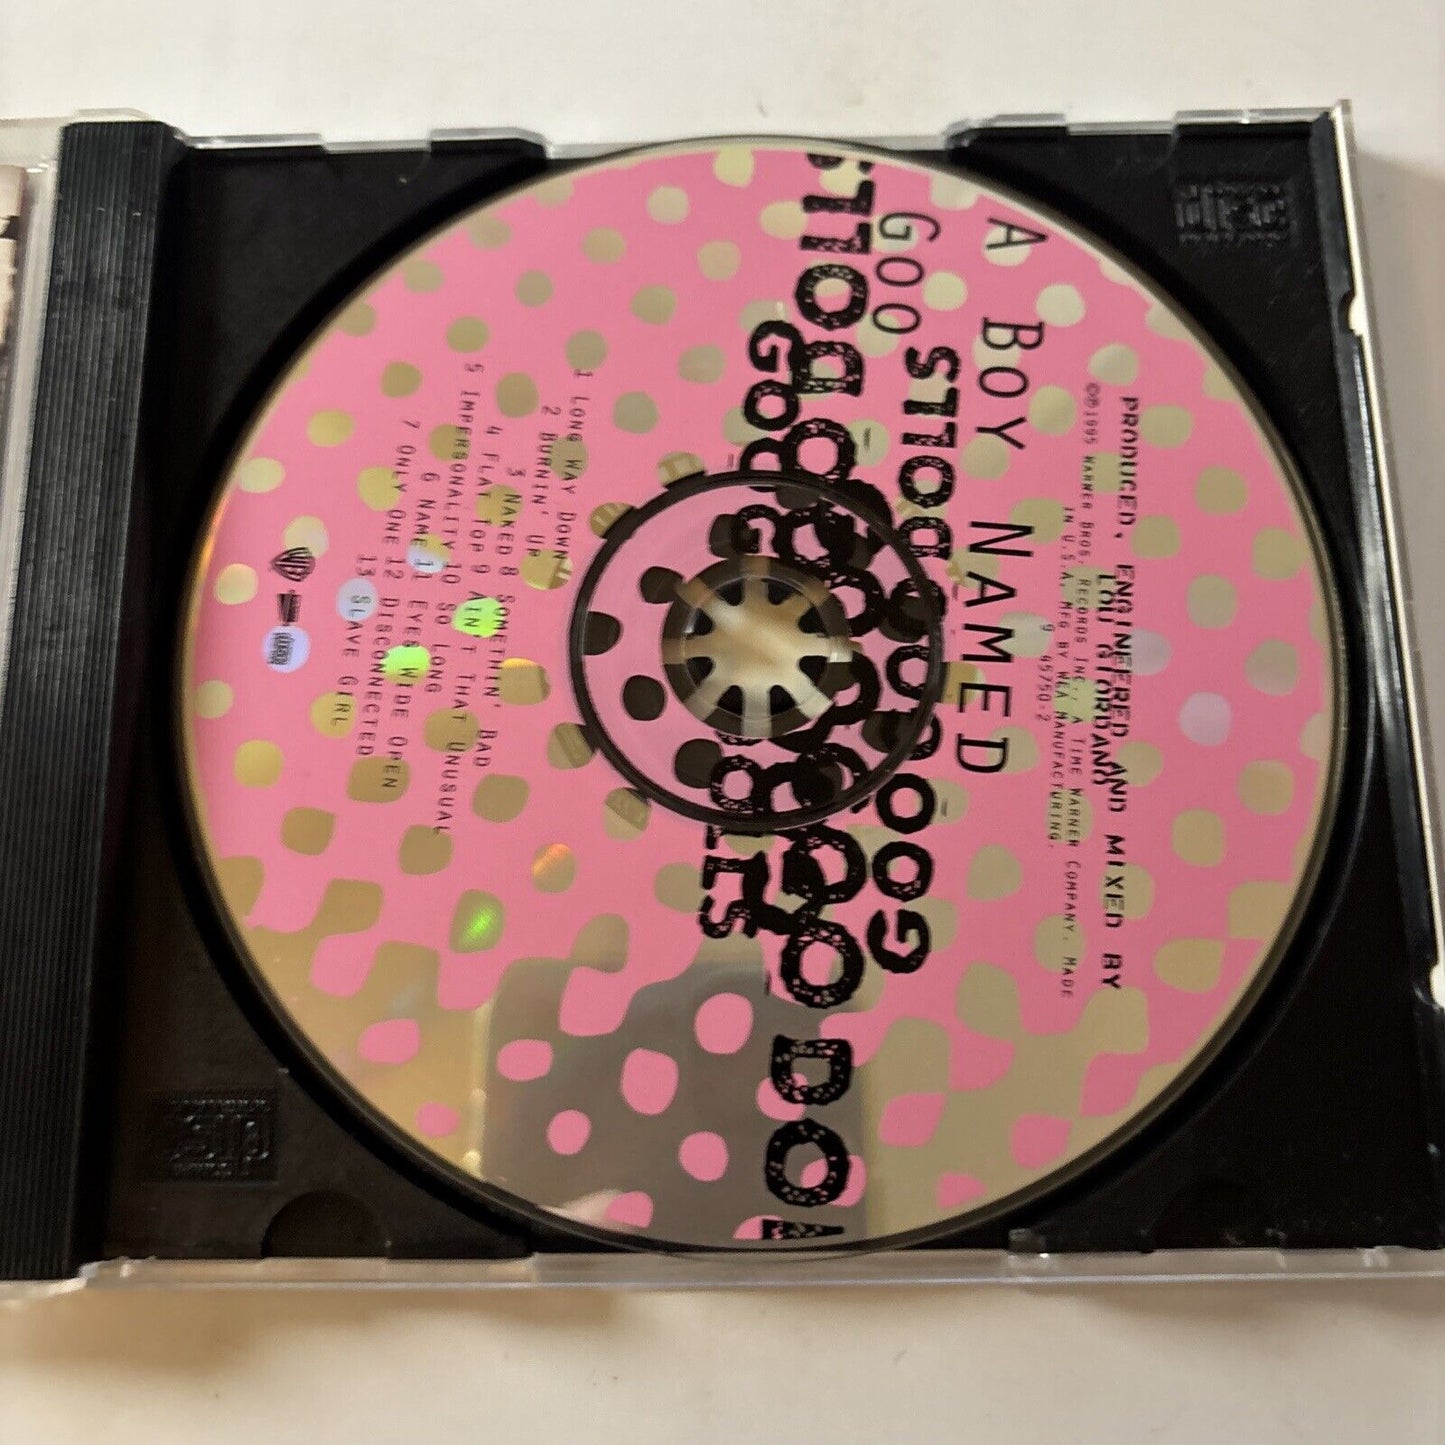 PRODUCED, ENGINEERED AND MIXED BY
LOU GIORDANO
©℗1995 WARNER BROS. RECORDS INC., A TIME WARNER COMPANY. MADE
IN U.S.A. MFG BY WEA MANUFACTURING.
9 45750-2
A BOY NAMED
GOO
GOO
1 LONG WAY DOWN
2 BURNIN' UP
3 NAKED 8 SOMETHIN' BAD
4 FLAT TOP 9 AIN'T THAT UNUSUAL
5 IMPERSONALITY 10 SO LONG
6 NAME 11 EYES WIDE OPEN
7 ONLY ONE 12 DISCONNECTED
13 SLAVE GIRL